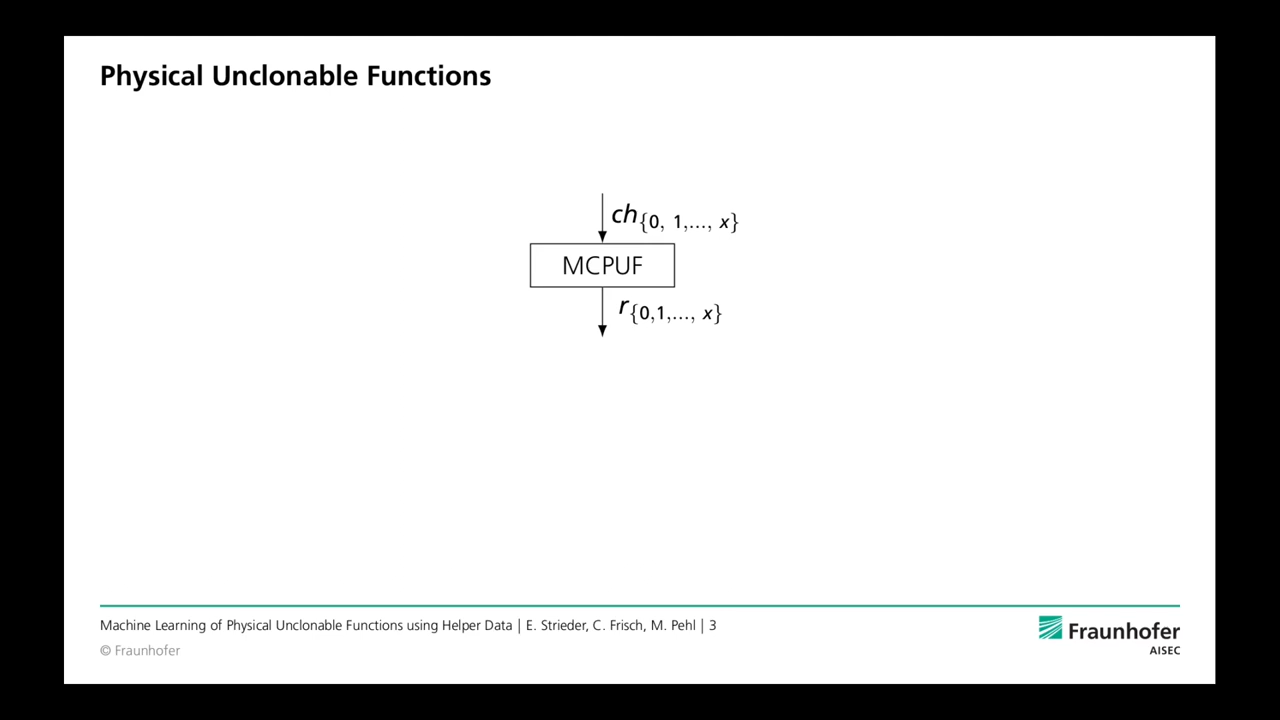 Physical Unclonable Functions
ch{0, 1,..., x}
MCPUF
r{0,1,..., x}
Machine Learning of Physical Unclonable Functions using Helper Data | E. Strieder, C. Frisch, M. Pehl | 3
© Fraunhofer
Fraunhofer
AISEC